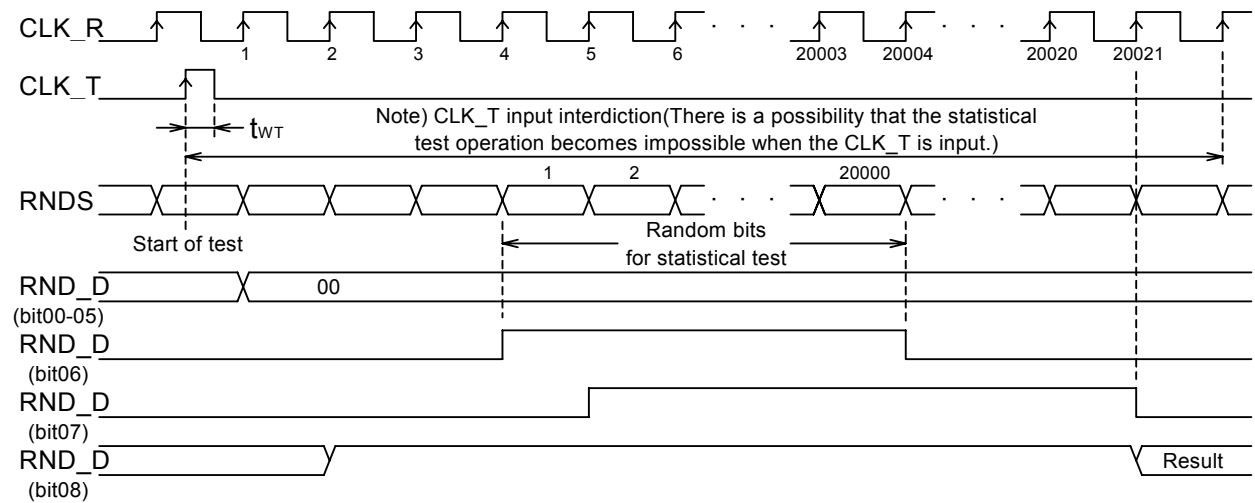 CLK_R
1 2 3 4 5 6 · · · 20003 20004 · · · 20020 20021
CLK_T
tWT
Note) CLK_T input interdiction(There is a possibility that the statistical
test operation becomes impossible when the CLK_T is input.)
1 2 20000
RNDS · · · · · ·
Start of test
Random bits
for statistical test
RND_D
(bit00-05)
00
RND_D
(bit06)
RND_D
(bit07)
RND_D
(bit08)
Result